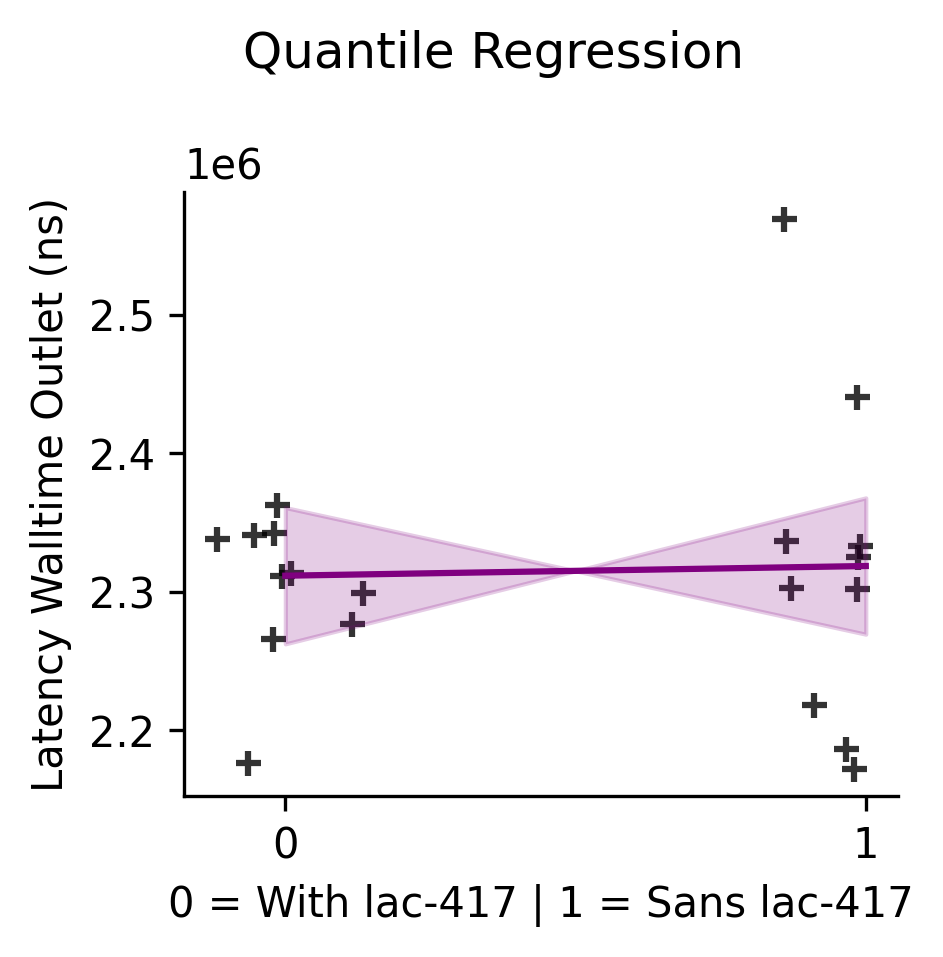 Quantile Regression
1e6
Latency Walltime Outlet (ns)
2.5
2.4
2.3
2.2
0
1
0 = With lac-417 | 1 = Sans lac-417